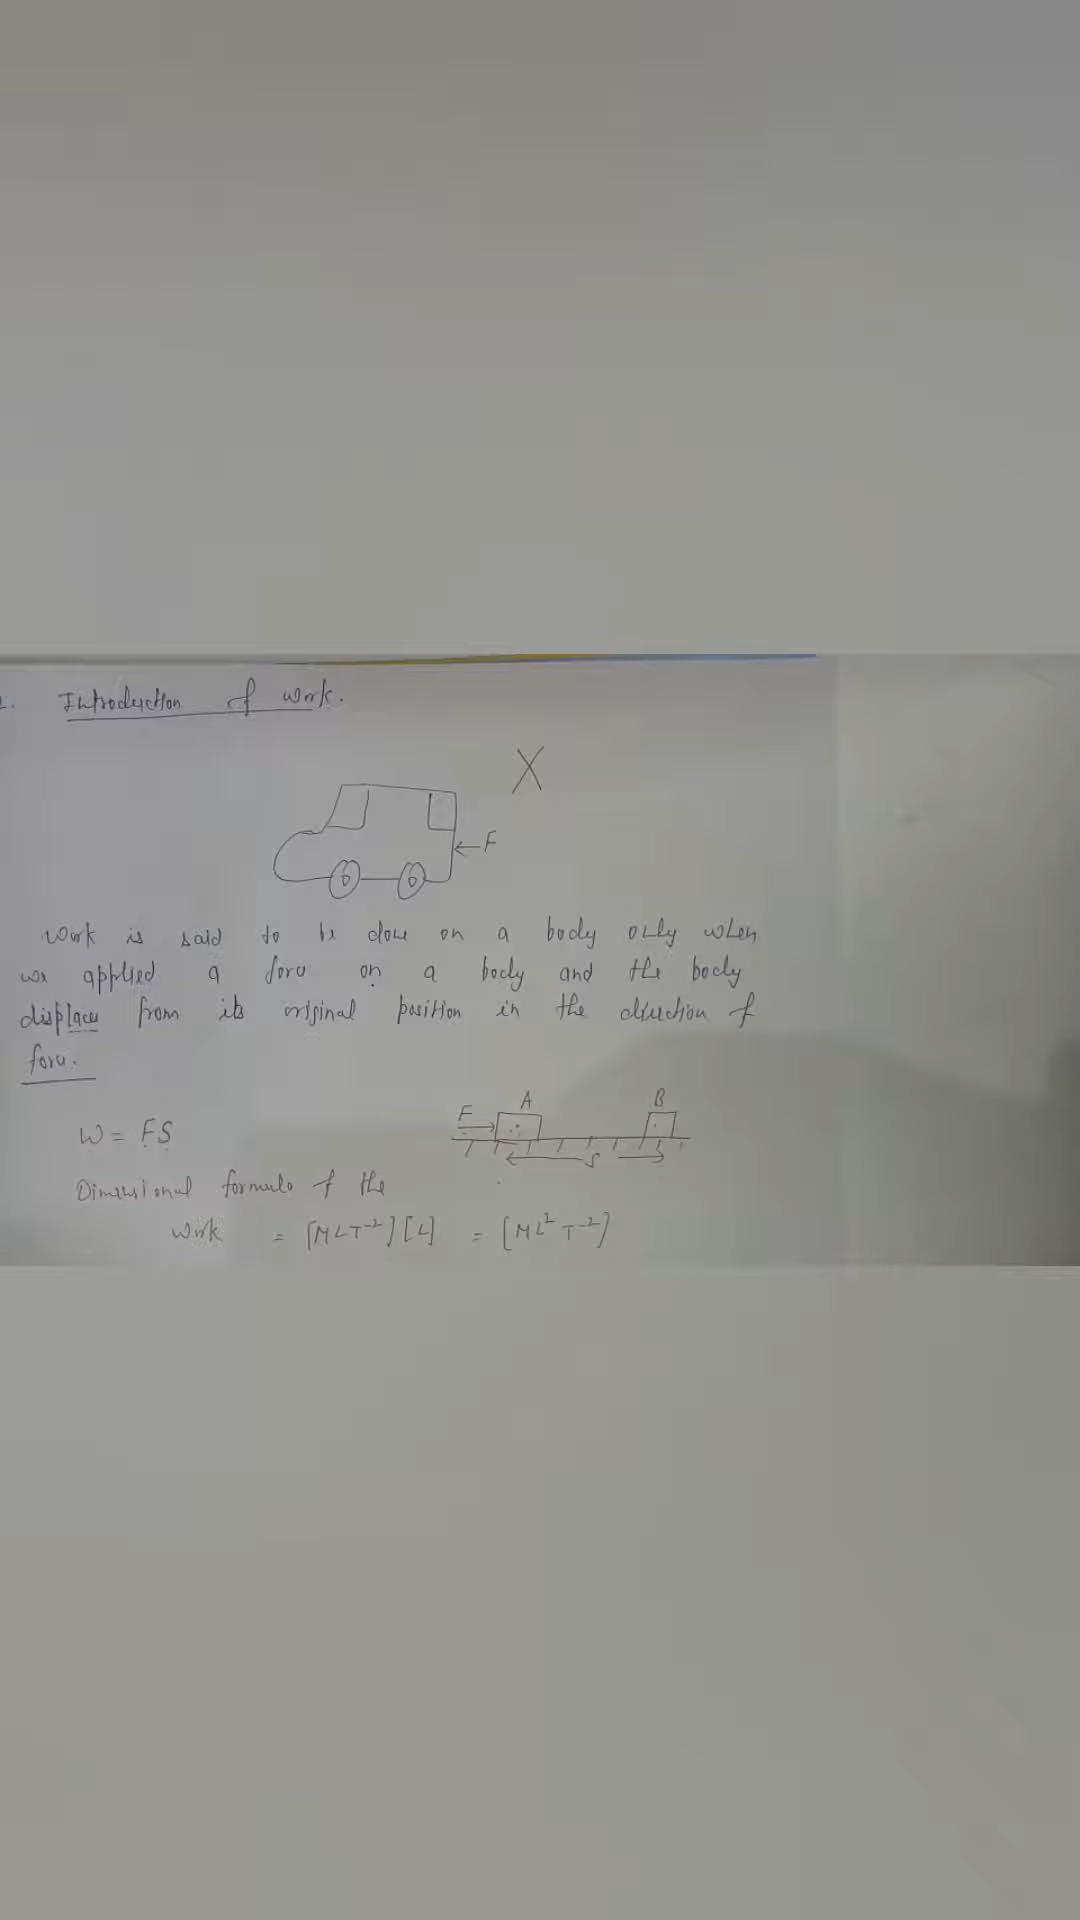 1. Introduction of work.
X
F
Work is said to be done on a body only when
we applied a force on a body and the body
displaces from its original position in the direction of
force.
F A B
W = FS
S
Dimensional formula of the
Work = [MLT⁻²][L] = [ML²T⁻²]